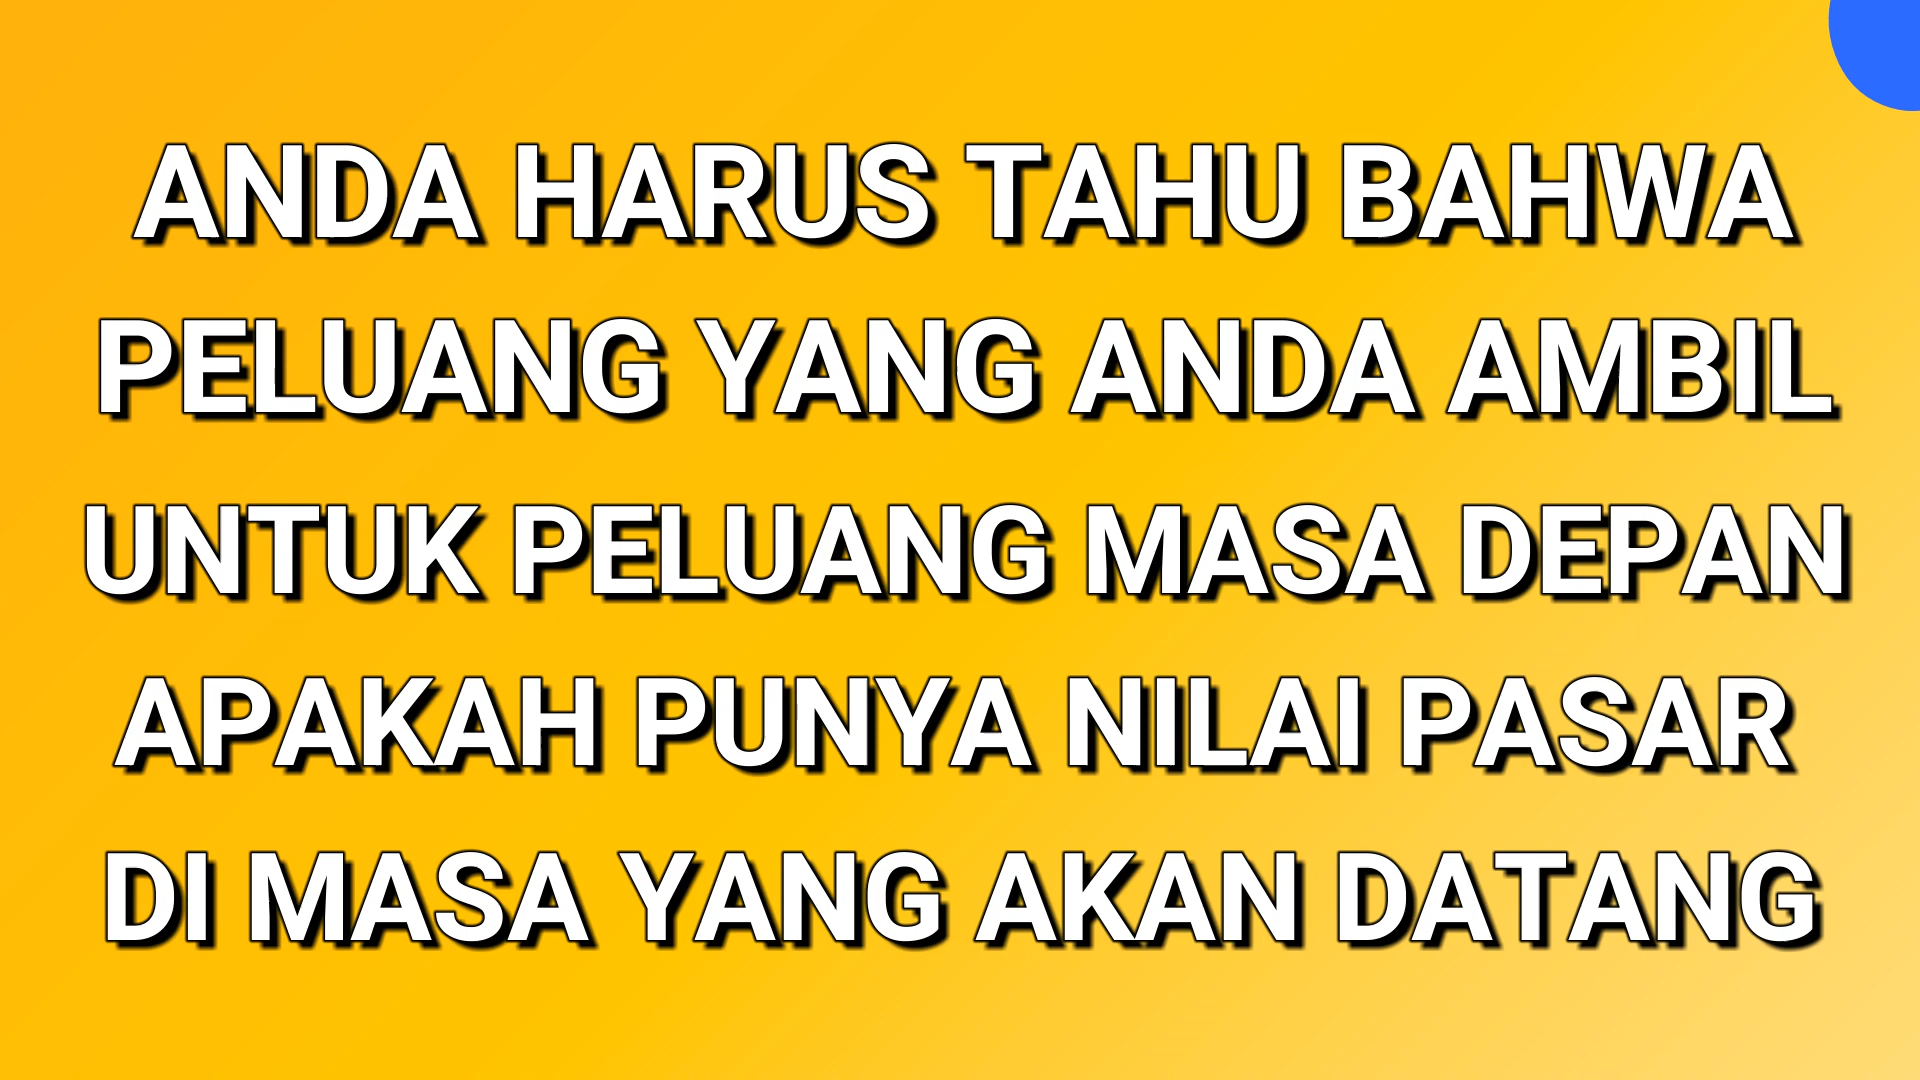 ANDA HARUS TAHU BAHWA
PELUANG YANG ANDA AMBIL
UNTUK PELUANG MASA DEPAN
APAKAH PUNYA NILAI PASAR
DI MASA YANG AKAN DATANG